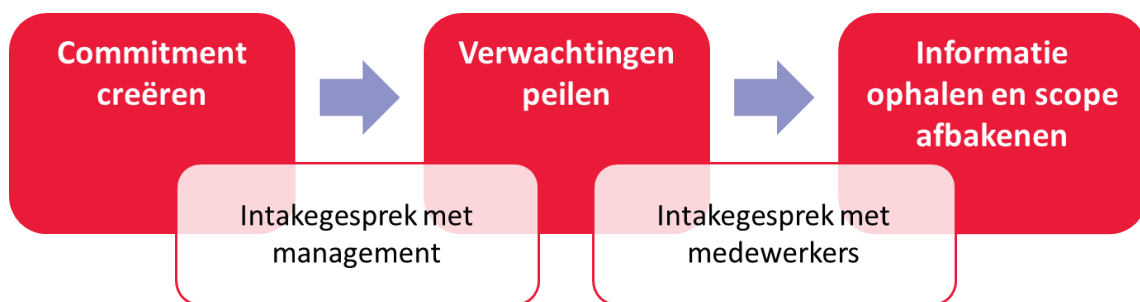 Commitment
creëren
Verwachtingen
peilen
Informatie
ophalen en scope
afbakenen
Intakegesprek met
management
Intakegesprek met
medewerkers